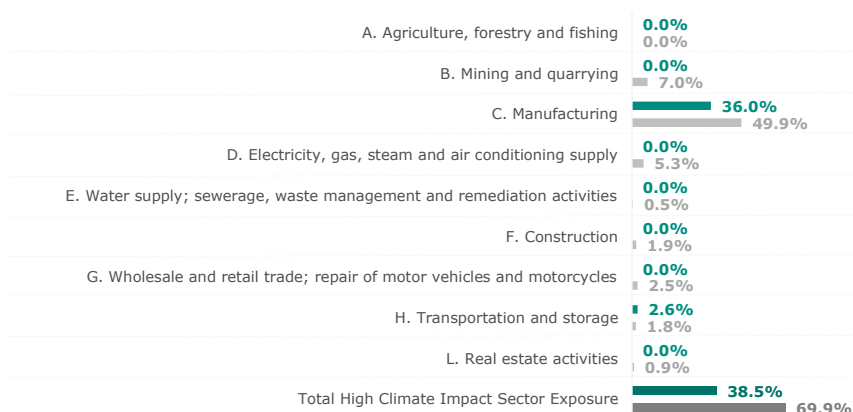 A. Agriculture, forestry and fishing
0.0%
0.0%
B. Mining and quarrying
0.0%
7.0%
C. Manufacturing
36.0%
49.9%
D. Electricity, gas, steam and air conditioning supply
0.0%
5.3%
E. Water supply; sewerage, waste management and remediation activities
0.0%
0.5%
F. Construction
0.0%
1.9%
G. Wholesale and retail trade; repair of motor vehicles and motorcycles
0.0%
2.5%
H. Transportation and storage
2.6%
1.8%
L. Real estate activities
0.0%
0.9%
Total High Climate Impact Sector Exposure
38.5%
69.9%